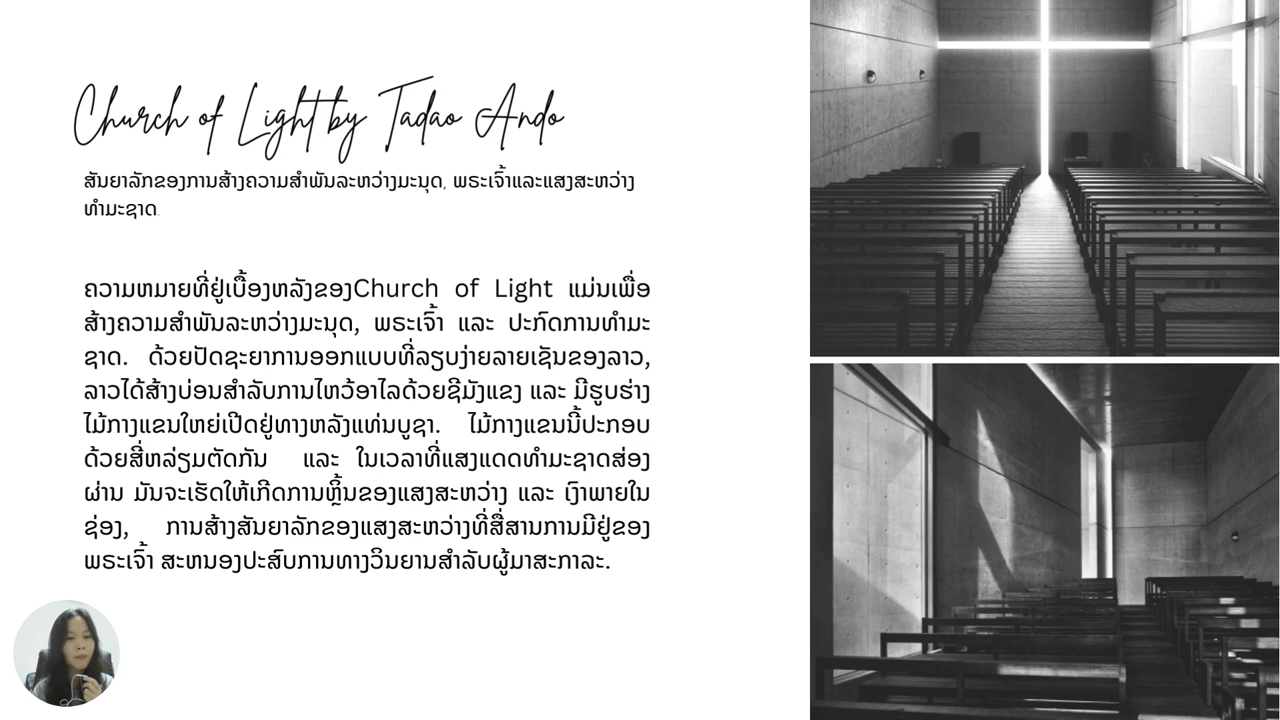 Church of Light by Tadao Ando
ສັນຍາລັກຂອງການສ້າງຄວາມສຳພັນລະຫວ່າງມະນຸດ, ພຣະເຈົ້າແລະແສງສະຫວ່າງ
ທຳມະຊາດ.
ຄວາມຫມາຍທີ່ຢູ່ເບື້ອງຫລັງຂອງChurch of Light ແມ່ນເພື່ອ
ສ້າງຄວາມສຳພັນລະຫວ່າງມະນຸດ, ພຣະເຈົ້າ ແລະ ປະກົດການທຳມະ
ຊາດ. ດ້ວຍປັດຊະຍາການອອກແບບທີ່ລຽບງ່າຍລາຍເຊັນຂອງລາວ,
ລາວໄດ້ສ້າງບ່ອນສຳລັບການໄຫວ້ອາໄລດ້ວຍຊີມັງແຂງ ແລະ ມີຮູບຮ່າງ
ໄມ້ກາງແຂນໃຫຍ່ເປີດຢູ່ທາງຫລັງແທ່ນບູຊາ. ໄມ້ກາງແຂນນີ້ປະກອບ
ດ້ວຍສີ່ຫລ່ຽມຕັດກັນ ແລະ ໃນເວລາທີ່ແສງແດດທຳມະຊາດສ່ອງ
ຜ່ານ ມັນຈະເຮັດໃຫ້ເກີດການຫຼິ້ນຂອງແສງສະຫວ່າງ ແລະ ເງົາພາຍໃນ
ຊ່ອງ, ການສ້າງສັນຍາລັກຂອງແສງສະຫວ່າງທີ່ສື່ສານການມີຢູ່ຂອງ
ພຣະເຈົ້າ ສະຫນອງປະສົບການທາງວິນຍານສຳລັບຜູ້ມາສະກາລະ.